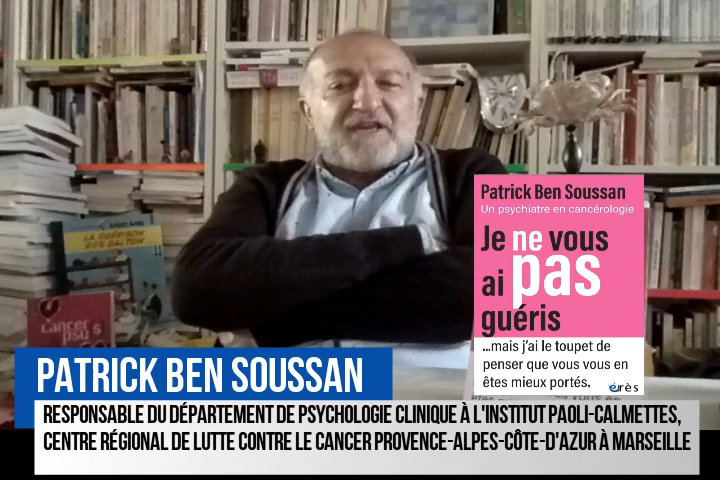 LA GUÉRISON
DES DALTON
cancer
psy s
Patrick Ben Soussan
Un psychiatre en cancérologie
Je ne vous
ai pas
guéris
...mais j'ai le toupet de
penser que vous vous en
êtes mieux portés.
érès
PATRICK BEN SOUSSAN
RESPONSABLE DU DÉPARTEMENT DE PSYCHOLOGIE CLINIQUE À L'INSTITUT PAOLI-CALMETTES,
CENTRE RÉGIONAL DE LUTTE CONTRE LE CANCER PROVENCE-ALPES-CÔTE-D'AZUR À MARSEILLE